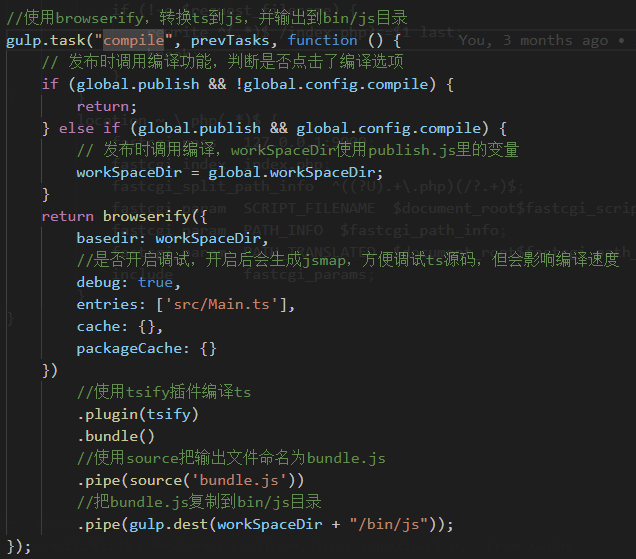 //使用browserify，转换ts到js，并输出到bin/js目录
gulp.task("compile", prevTasks, function () { You, 3 months ago •
// 发布时调用编译功能，判断是否点击了编译选项
if (global.publish && !global.config.compile) {
return;
} else if (global.publish && global.config.compile) {
// 发布时调用编译，workSpaceDir使用publish.js里的变量
workSpaceDir = global.workSpaceDir;
}
return browserify({
basedir: workSpaceDir,
//是否开启调试，开启后会生成jsmap，方便调试ts源码，但会影响编译速度
debug: true,
entries: ['src/Main.ts'],
cache: {},
packageCache: {}
})
//使用tsify插件编译ts
.plugin(tsify)
.bundle()
//使用source把输出文件命名为bundle.js
.pipe(source('bundle.js'))
//把bundle.js复制到bin/js目录
.pipe(gulp.dest(workSpaceDir + "/bin/js"));
});